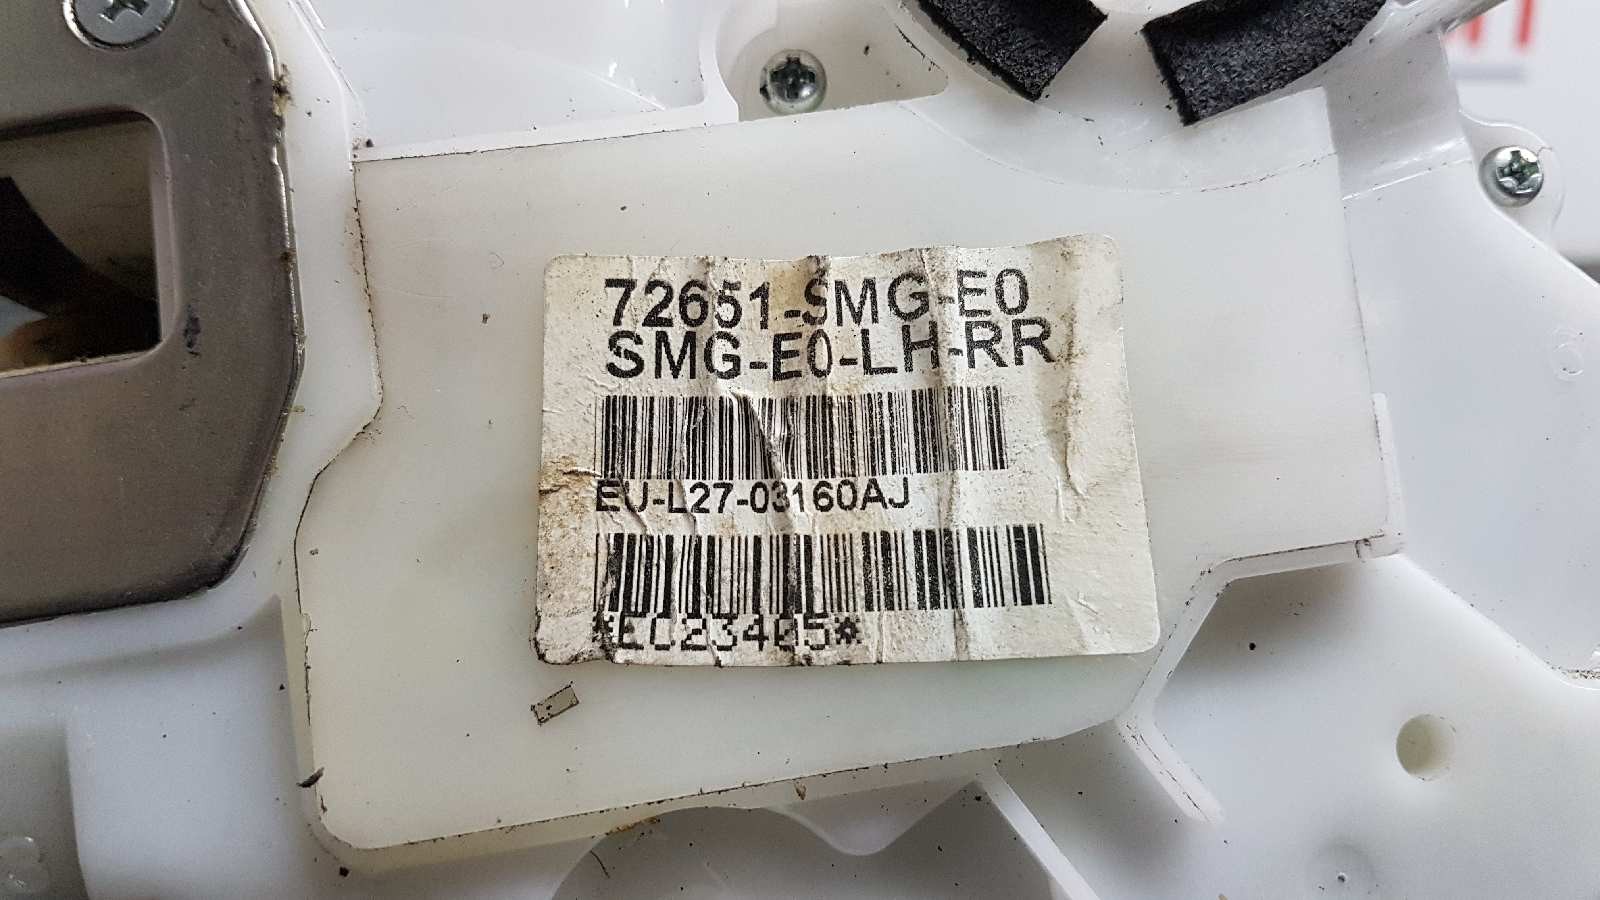 72651-SMG-E0
SMG-E0-LH-RR
EU-L27-03160AJ
*EC23405*